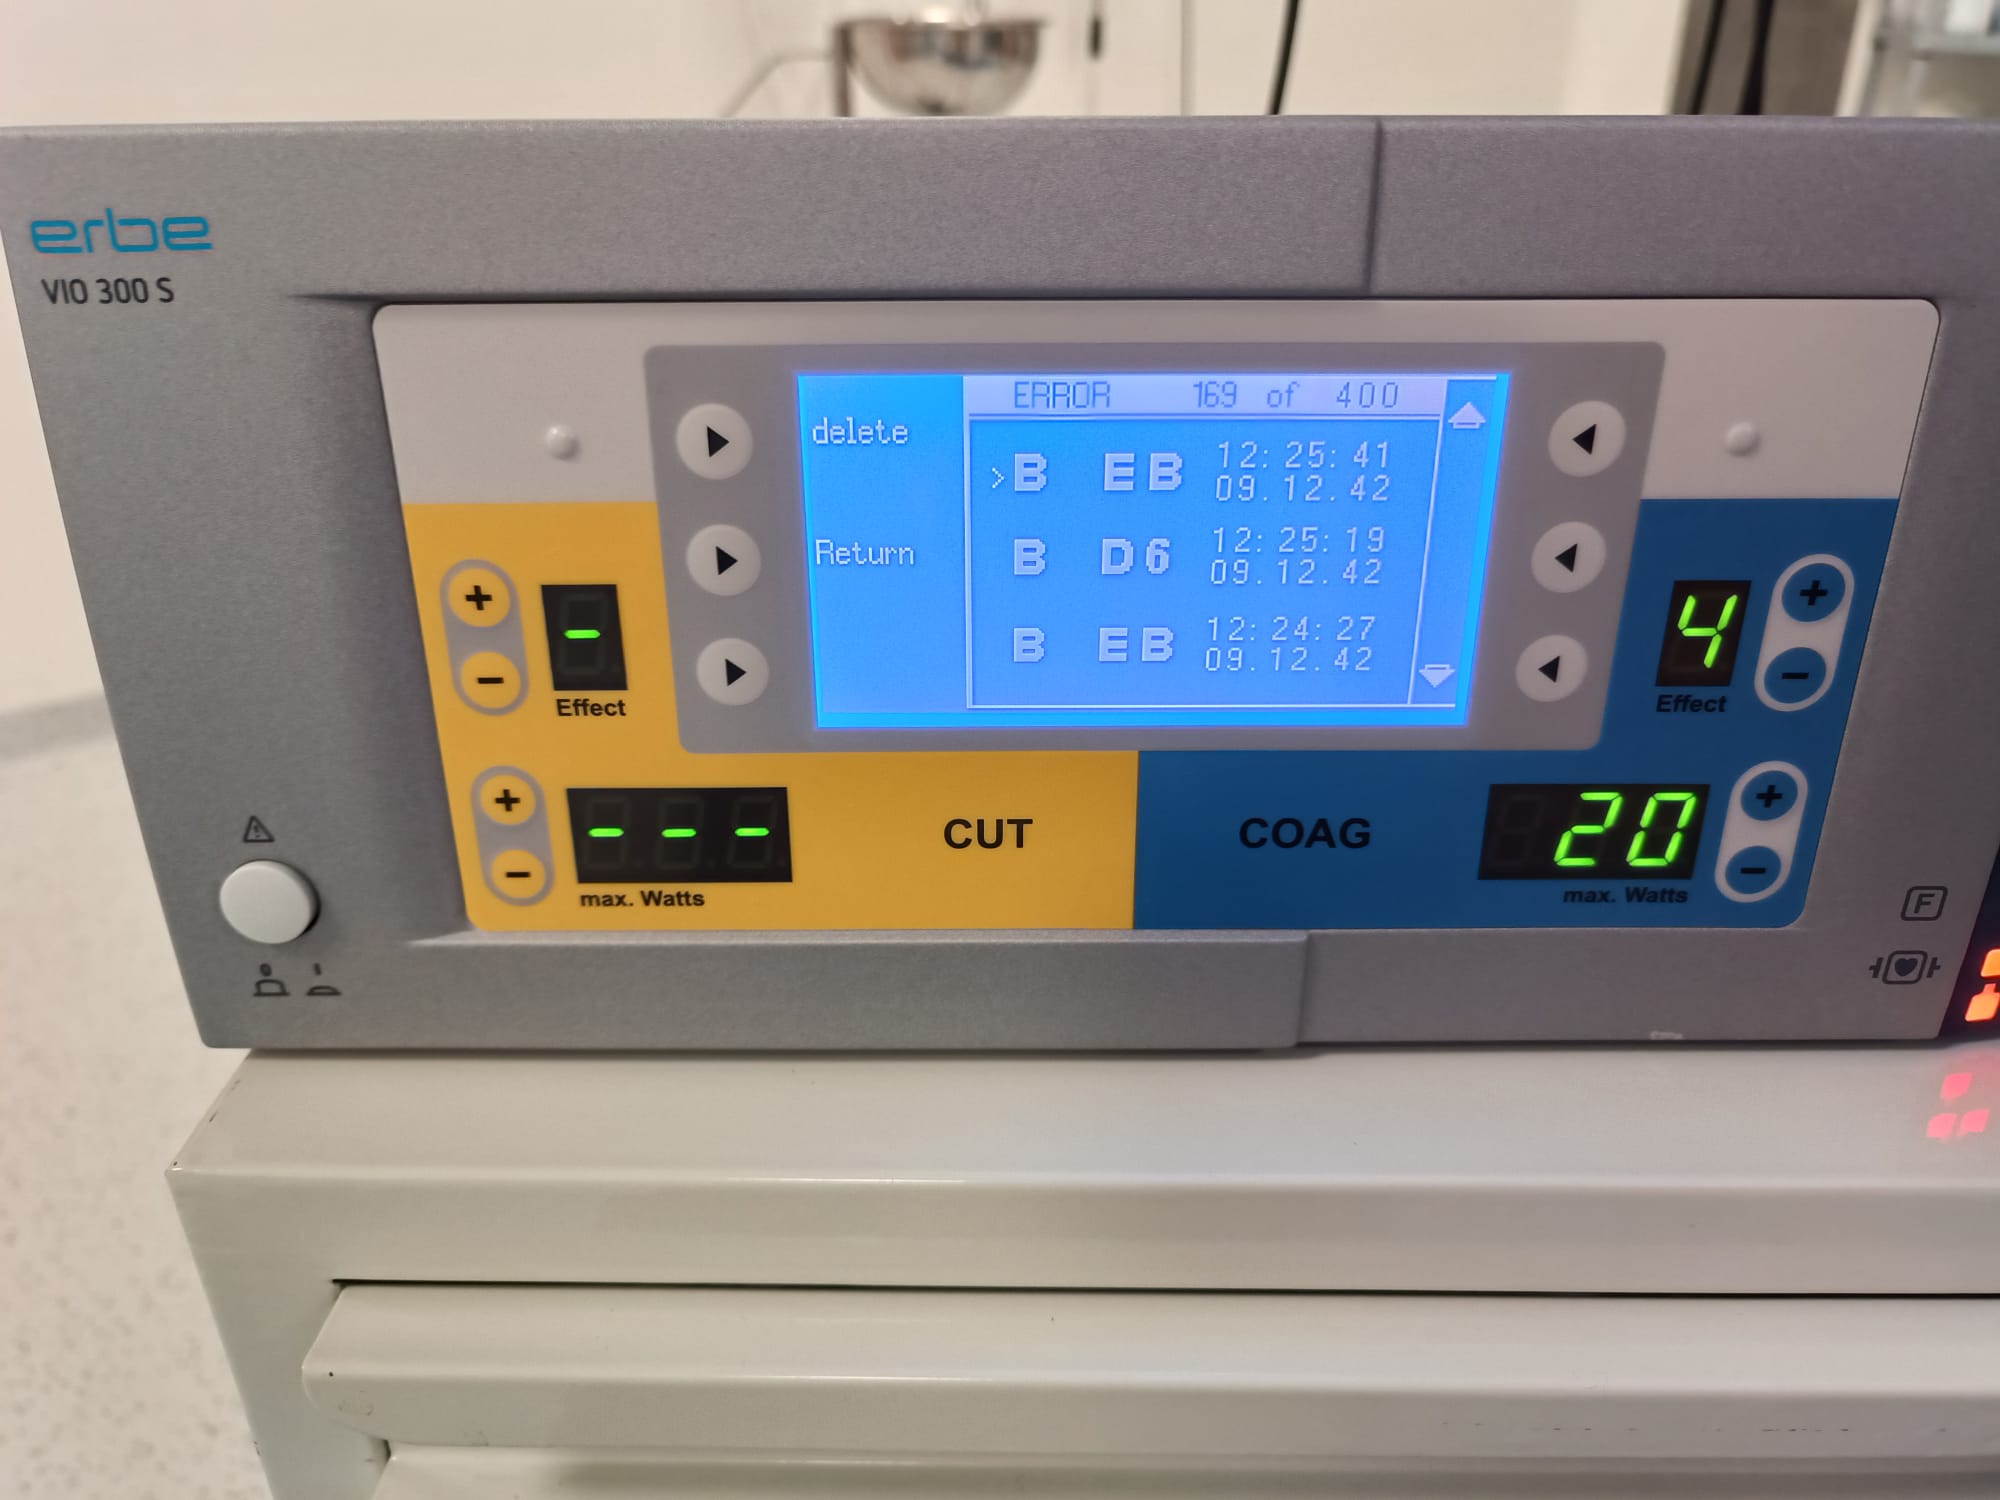 erbe
VIO 300 S
ERROR 169 of 400
delete
>B EB 12:25:41
09.12.42
Return
B D6 12:25:19
09.12.42
B EB 12:24:27
09.12.42
+
-
-
Effect
4
+
-
Effect
+
-
---
max. Watts
CUT
COAG
20
max. Watts
+
-
F